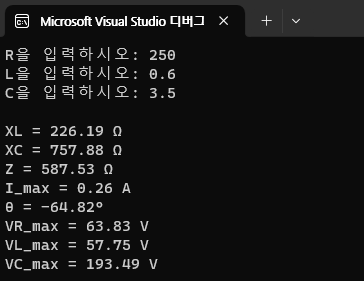 Microsoft Visual Studio 디버그
R을 입력하시오: 250
L을 입력하시오: 0.6
C을 입력하시오: 3.5
XL = 226.19 Ω
XC = 757.88 Ω
Z = 587.53 Ω
I_max = 0.26 A
θ = -64.82°
VR_max = 63.83 V
VL_max = 57.75 V
VC_max = 193.49 V